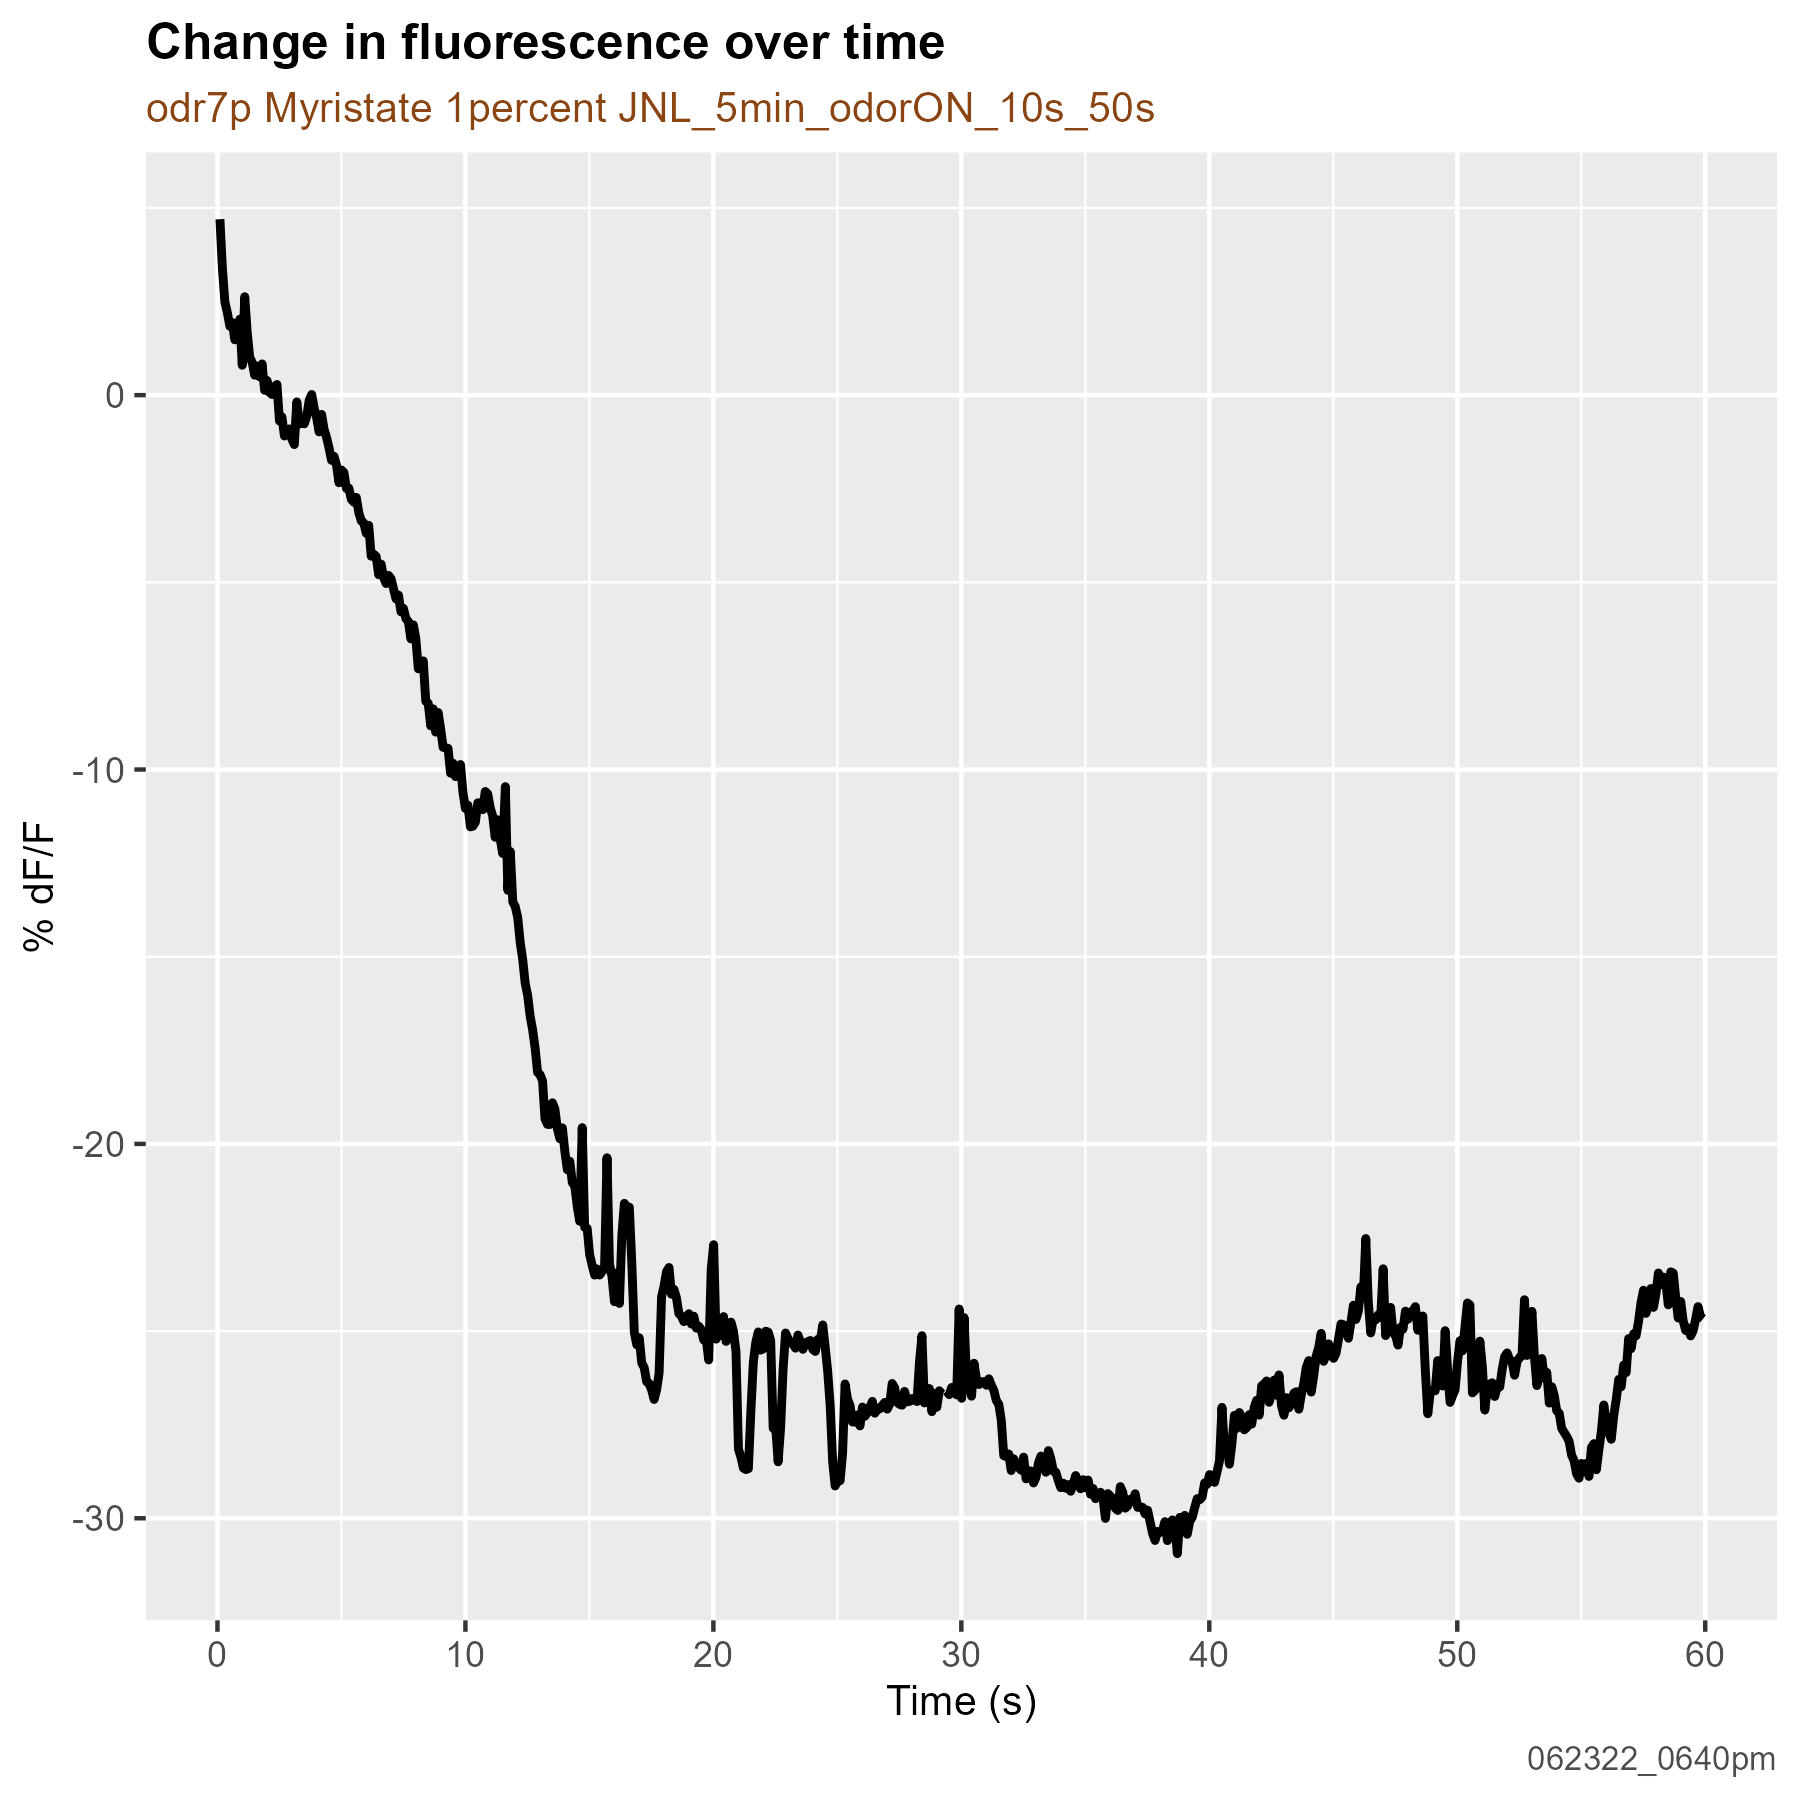 Change in fluorescence over time
odr7p Myristate 1percent JNL_5min_odorON_10s_50s
% dF/F
0
-10
-20
-30
0 10 20 30 40 50 60
Time (s)
062322_0640pm